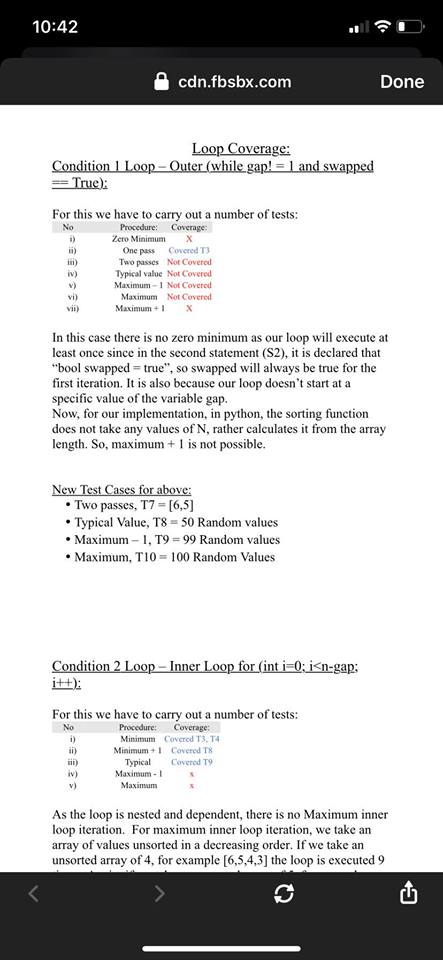 10:42
cdn.fbsbx.com
Done
Loop Coverage:
Condition 1 Loop – Outer (while gap! = 1 and swapped
== True):
For this we have to carry out a number of tests:
No Procedure: Coverage:
i) Zero Minimum X
ii) One pass Covered T3
iii) Two passes Not Covered
iv) Typical value Not Covered
v) Maximum – 1 Not Covered
vi) Maximum Not Covered
vii) Maximum + 1 X
In this case there is no zero minimum as our loop will execute at
least once since in the second statement (S2), it is declared that
“bool swapped = true”, so swapped will always be true for the
first iteration. It is also because our loop doesn’t start at a
specific value of the variable gap.
Now, for our implementation, in python, the sorting function
does not take any values of N, rather calculates it from the array
length. So, maximum + 1 is not possible.
New Test Cases for above:
• Two passes, T7 = [6,5]
• Typical Value, T8 = 50 Random values
• Maximum – 1, T9 = 99 Random values
• Maximum, T10 = 100 Random Values
Condition 2 Loop – Inner Loop for (int i=0; i<n-gap;
i++):
For this we have to carry out a number of tests:
No Procedure: Coverage:
i) Minimum Covered T3, T4
ii) Minimum + 1 Covered T8
iii) Typical Covered T9
iv) Maximum - 1 x
v) Maximum x
As the loop is nested and dependent, there is no Maximum inner
loop iteration. For maximum inner loop iteration, we take an
array of values unsorted in a decreasing order. If we take an
unsorted array of 4, for example [6,5,4,3] the loop is executed 9